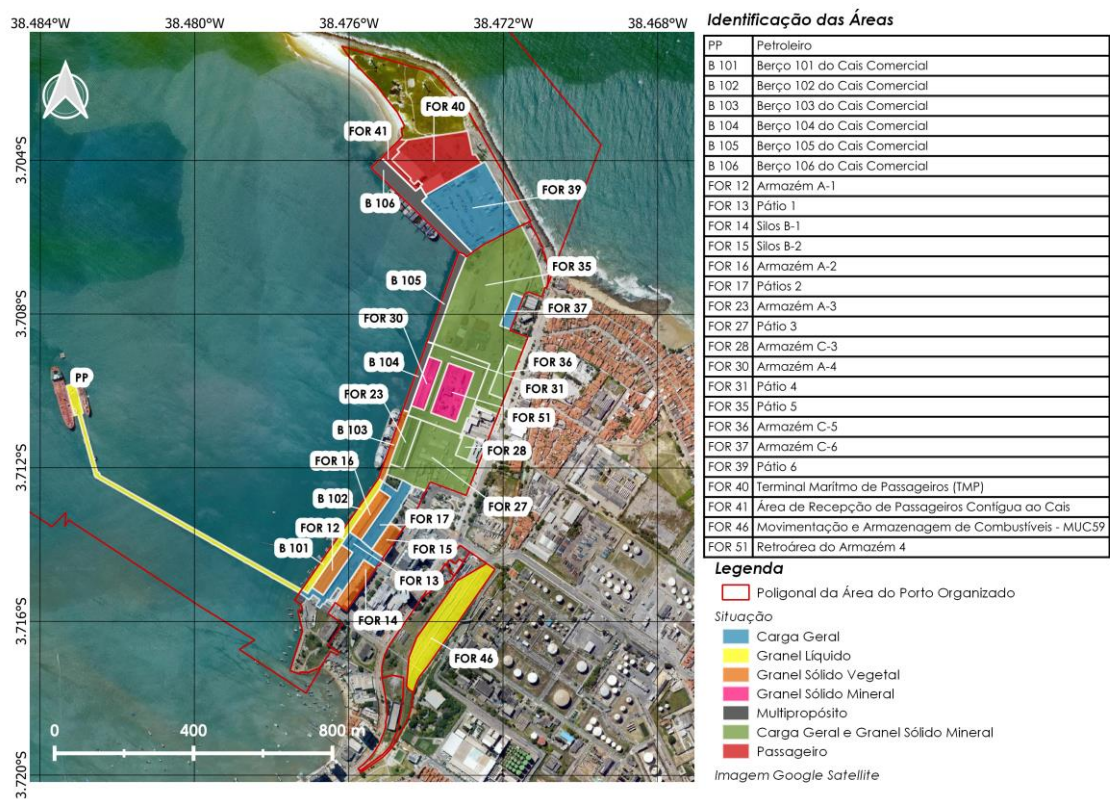 38.484°W 38.480°W 38.476°W 38.472°W 38.468°W
3.704°S
3.708°S
3.712°S
3.716°S
3.720°S
FOR 40
FOR 41
FOR 39
B 106
FOR 35
B 105
FOR 37
FOR 30
B 104
FOR 36
PP
FOR 31
FOR 23
FOR 51
B 103
FOR 28
FOR 16
B 102
FOR 27
FOR 17
FOR 12
B 101
FOR 15
FOR 13
FOR 14
FOR 46
0 400 800 m
Identificação das Áreas
PP Petroleiro
B 101 Berço 101 do Cais Comercial
B 102 Berço 102 do Cais Comercial
B 103 Berço 103 do Cais Comercial
B 104 Berço 104 do Cais Comercial
B 105 Berço 105 do Cais Comercial
B 106 Berço 106 do Cais Comercial
FOR 12 Armazém A-1
FOR 13 Pátio 1
FOR 14 Silos B-1
FOR 15 Silos B-2
FOR 16 Armazém A-2
FOR 17 Pátios 2
FOR 23 Armazém A-3
FOR 27 Pátio 3
FOR 28 Armazém C-3
FOR 30 Armazém A-4
FOR 31 Pátio 4
FOR 35 Pátio 5
FOR 36 Armazém C-5
FOR 37 Armazém C-6
FOR 39 Pátio 6
FOR 40 Terminal Marítmo de Passageiros (TMP)
FOR 41 Área de Recepção de Passageiros Contígua ao Cais
FOR 46 Movimentação e Armazenagem de Combustíveis - MUC59
FOR 51 Retroárea do Armazém 4
Legenda
Poligonal da Área do Porto Organizado
Situação
Carga Geral
Granel Líquido
Granel Sólido Vegetal
Granel Sólido Mineral
Multipropósito
Carga Geral e Granel Sólido Mineral
Passageiro
Imagem Google Satellite